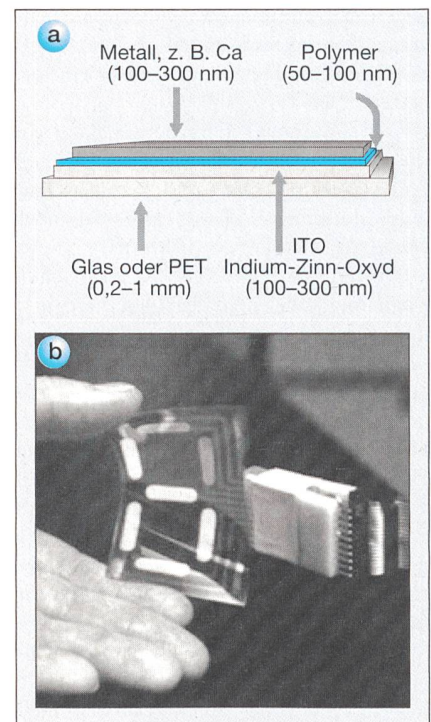 a
Metall, z. B. Ca
(100–300 nm)
Polymer
(50–100 nm)
Glas oder PET
(0,2–1 mm)
ITO
Indium-Zinn-Oxyd
(100–300 nm)
b